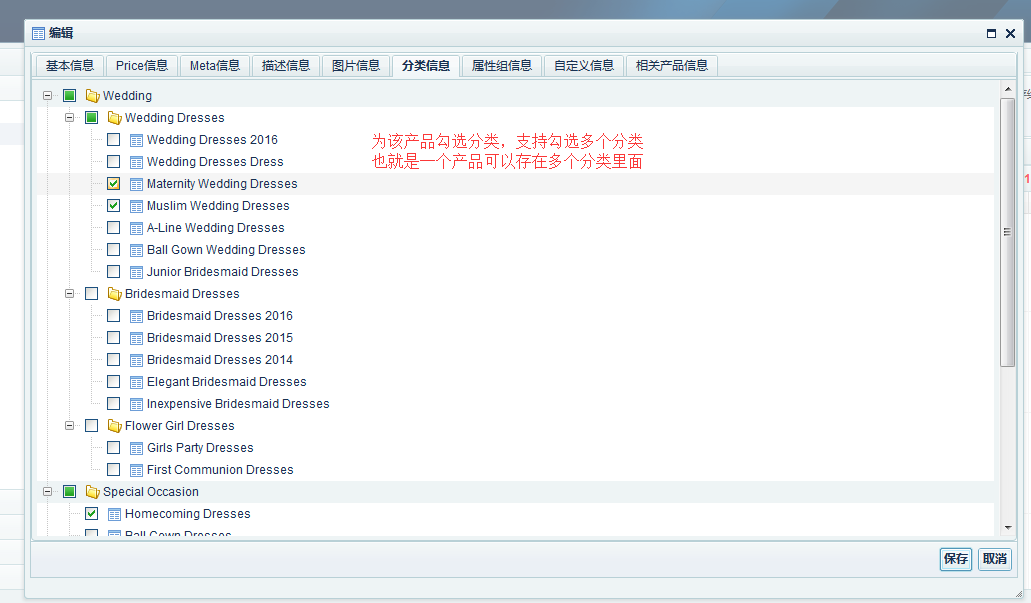 编辑
基本信息 Price信息 Meta信息 描述信息 图片信息 分类信息 属性组信息 自定义信息 相关产品信息
Wedding
Wedding Dresses
Wedding Dresses 2016
为该产品勾选分类，支持勾选多个分类
Wedding Dresses Dress
也就是一个产品可以存在多个分类里面
Maternity Wedding Dresses
Muslim Wedding Dresses
A-Line Wedding Dresses
Ball Gown Wedding Dresses
Junior Bridesmaid Dresses
Bridesmaid Dresses
Bridesmaid Dresses 2016
Bridesmaid Dresses 2015
Bridesmaid Dresses 2014
Elegant Bridesmaid Dresses
Inexpensive Bridesmaid Dresses
Flower Girl Dresses
Girls Party Dresses
First Communion Dresses
Special Occasion
Homecoming Dresses
Ball Gown Dresses
保存 取消